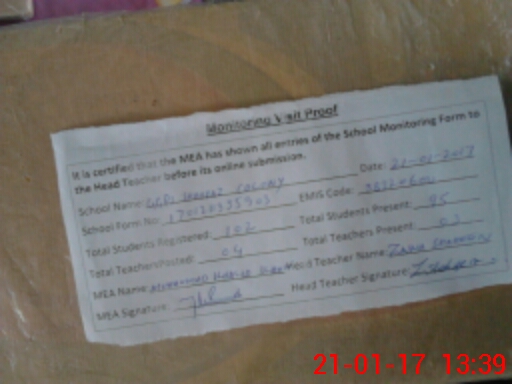 Monitoring Visit Proof
It is certified that the MEA has shown all entries of the School Monitoring Form to
the Head Teacher before its online submission.
School Name: COLONY Date: 21-01-2017
School Form No: EMIS Code:
Total Students Registered: 102 Total Students Present: 95
Total Teachers Posted: 04 Total Teachers Present: 03
MEA Name: Head Teacher Name:
MEA Signature: Head Teacher Signature:
21-01-17 13:39